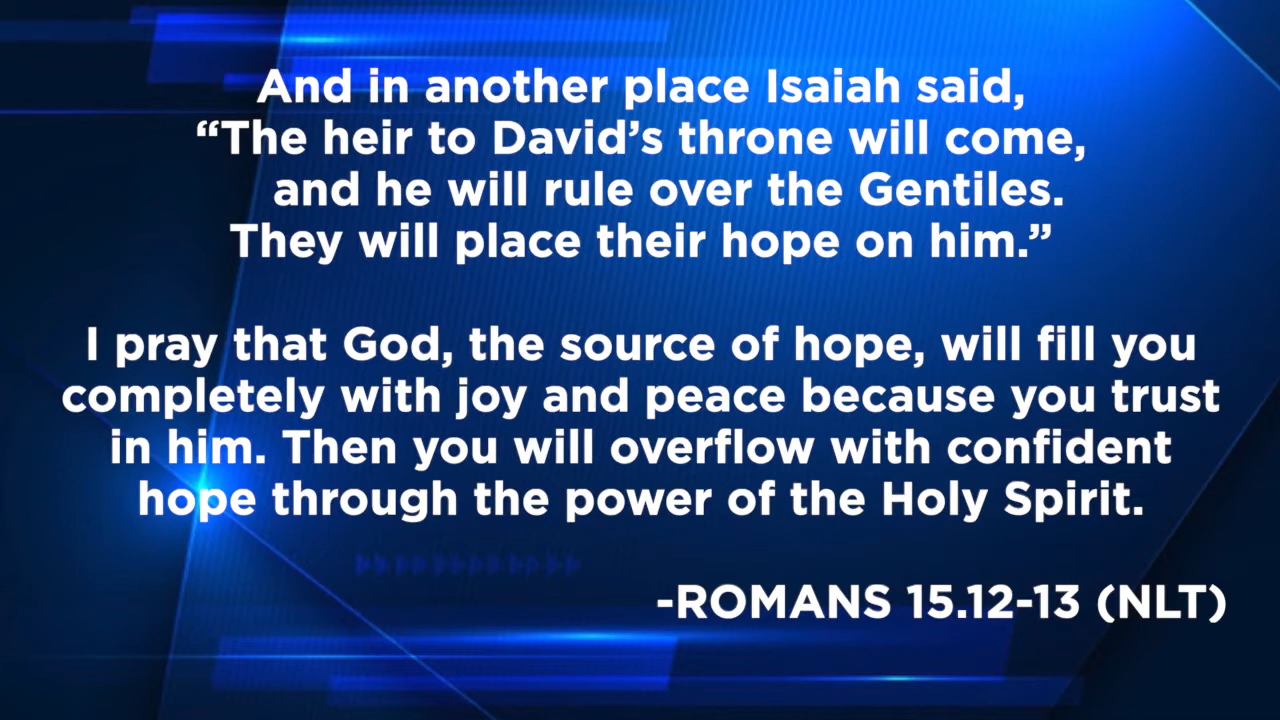 And in another place Isaiah said,
“The heir to David’s throne will come,
and he will rule over the Gentiles.
They will place their hope on him.”
I pray that God, the source of hope, will fill you
completely with joy and peace because you trust
in him. Then you will overflow with confident
hope through the power of the Holy Spirit.
-ROMANS 15.12-13 (NLT)